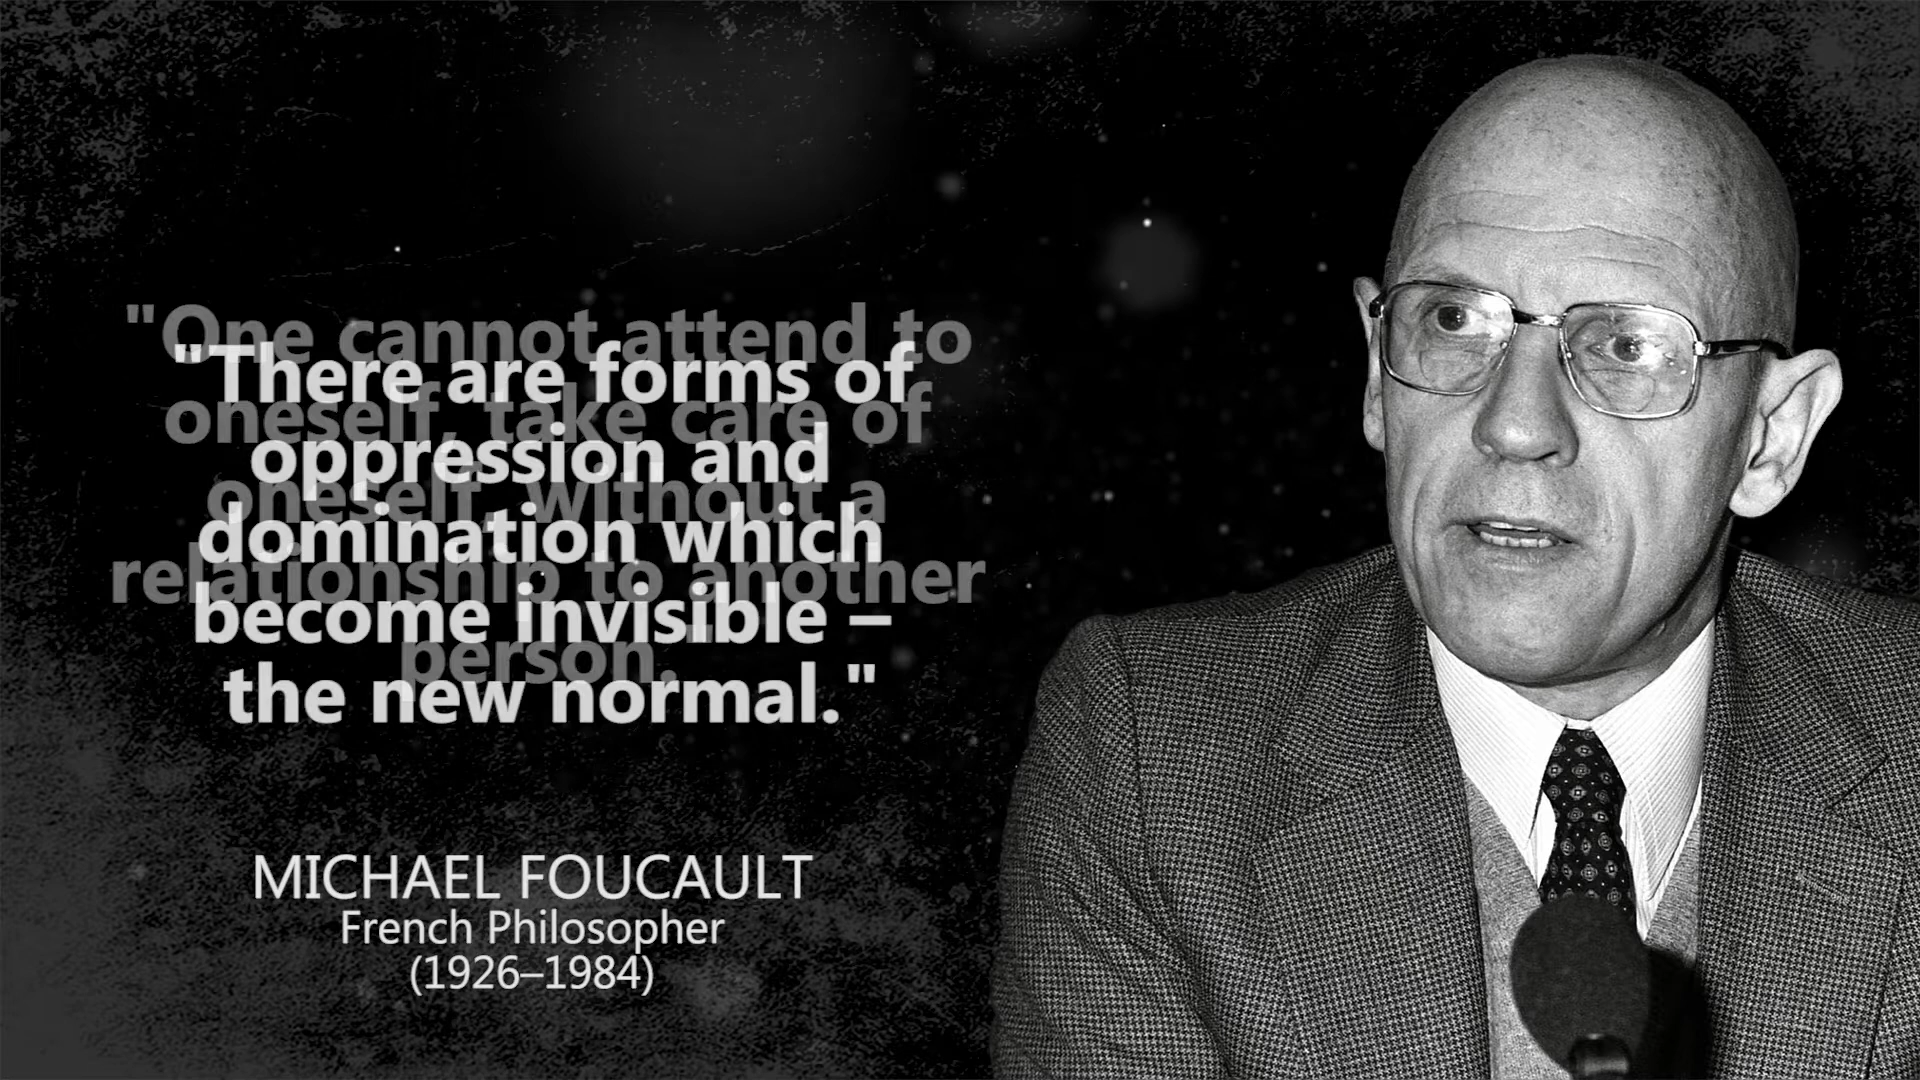 "One cannot attend to
oneself, take care of
oneself, without a
relationship to another
person."
"There are forms of
oppression and
domination which
become invisible –
the new normal."
MICHAEL FOUCAULT
French Philosopher
(1926–1984)